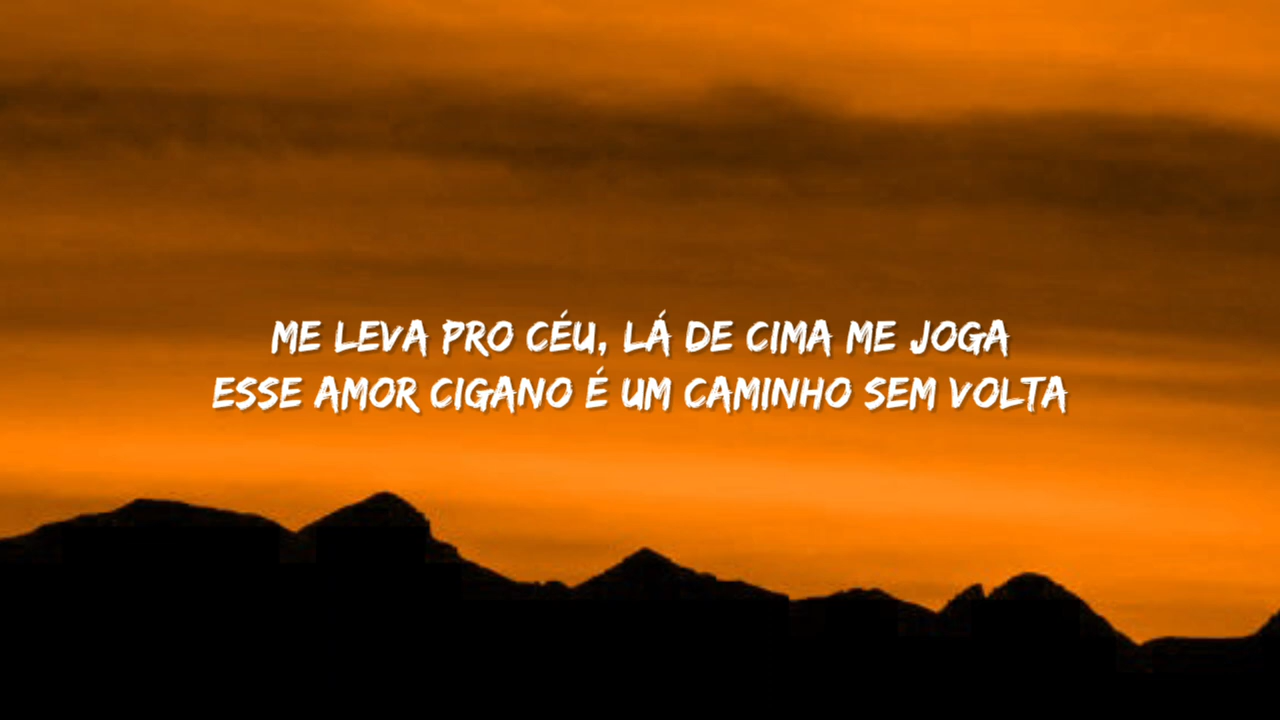 ME LEVA PRO CÉU, LÁ DE CIMA ME JOGA
ESSE AMOR CIGANO É UM CAMINHO SEM VOLTA